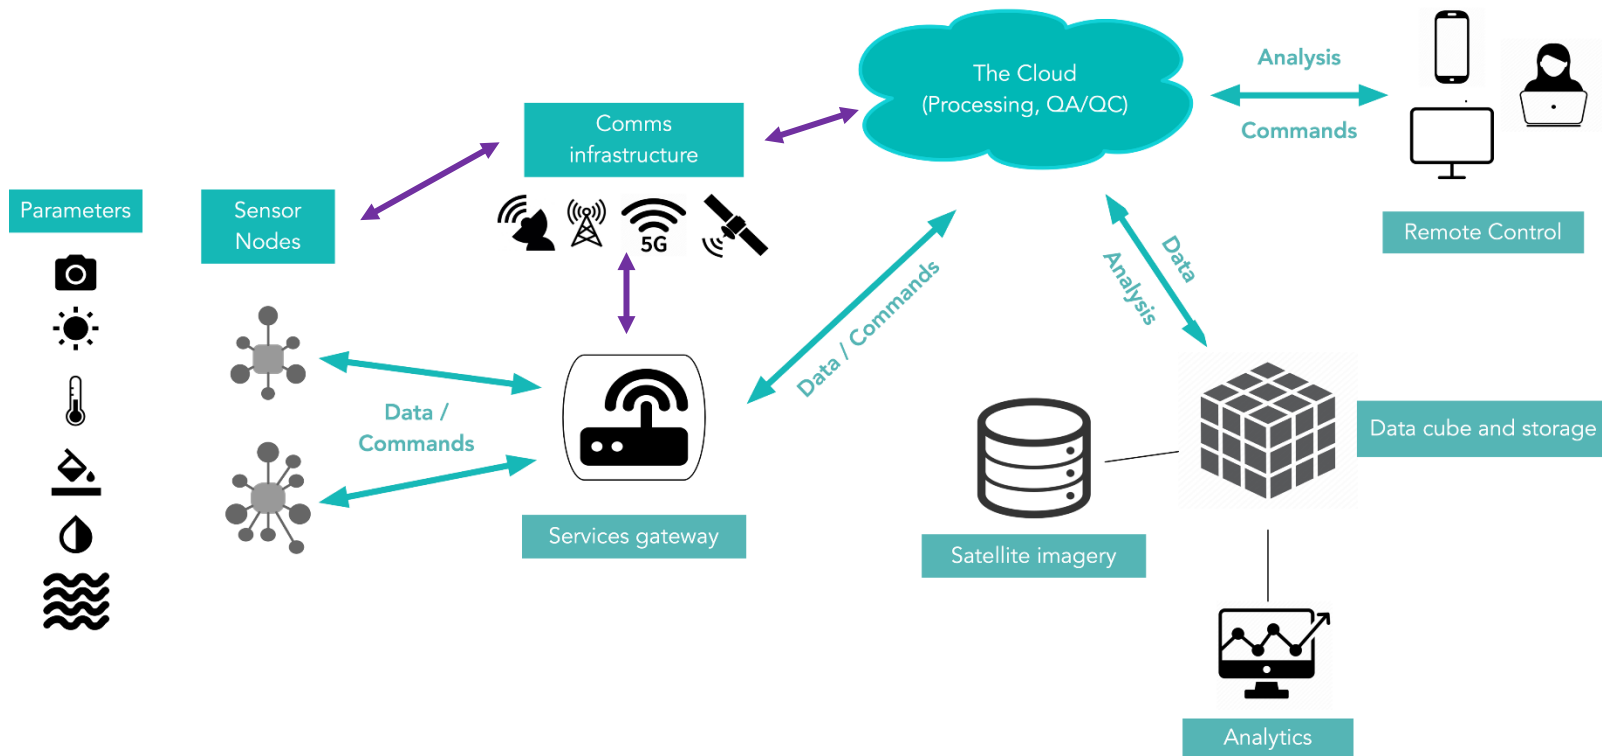 The Cloud
(Processing, QA/QC)
Analysis
Commands
Comms
infrastructure
Parameters
Sensor
Nodes
5G
Remote Control
Data
Analysis
Data / Commands
Data /
Commands
Data cube and storage
Services gateway
Satellite imagery
Analytics